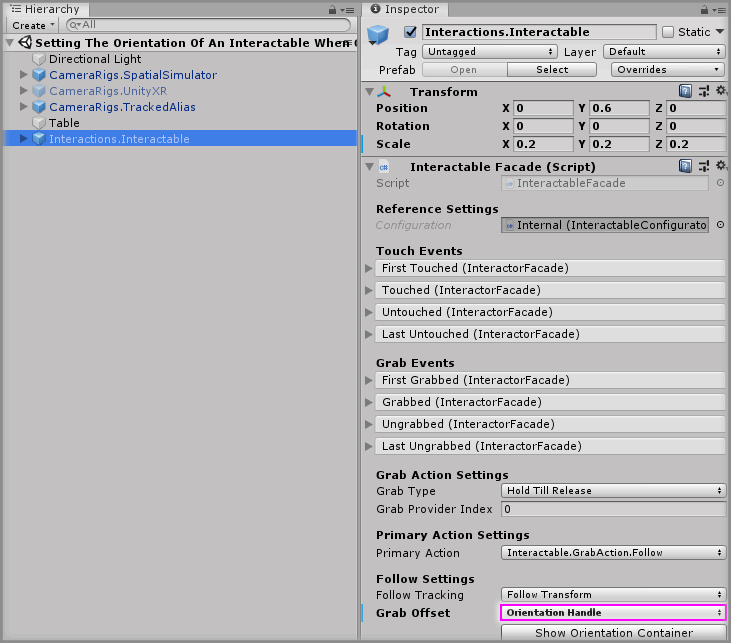 Hierarchy
Create
All
Setting The Orientation Of An Interactable When
Directional Light
CameraRigs.SpatialSimulator
CameraRigs.UnityXR
CameraRigs.TrackedAlias
Table
Interactions.Interactable
Inspector
Interactions.Interactable Static
Tag Untagged Layer Default
Prefab Open Select Overrides
Transform
Position X 0 Y 0.6 Z 0
Rotation X 0 Y 0 Z 0
Scale X 0.2 Y 0.2 Z 0.2
Interactable Facade (Script)
Script InteractableFacade
Reference Settings
Configuration Internal (InteractableConfigurato
Touch Events
First Touched (InteractorFacade)
Touched (InteractorFacade)
Untouched (InteractorFacade)
Last Untouched (InteractorFacade)
Grab Events
First Grabbed (InteractorFacade)
Grabbed (InteractorFacade)
Ungrabbed (InteractorFacade)
Last Ungrabbed (InteractorFacade)
Grab Action Settings
Grab Type Hold Till Release
Grab Provider Index 0
Primary Action Settings
Primary Action Interactable.GrabAction.Follow
Follow Settings
Follow Tracking Follow Transform
Grab Offset Orientation Handle
Show Orientation Container